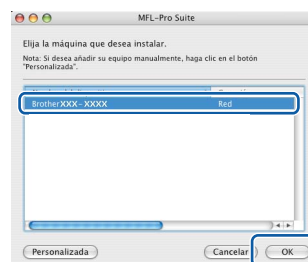 MFL-Pro Suite
Elija la máquina que desea instalar.
Nota: Si desea añadir su equipo manualmente, haga clic en el botón
"Personalizada".
BrotherXXX-XXXX Red
Personalizada Cancelar OK